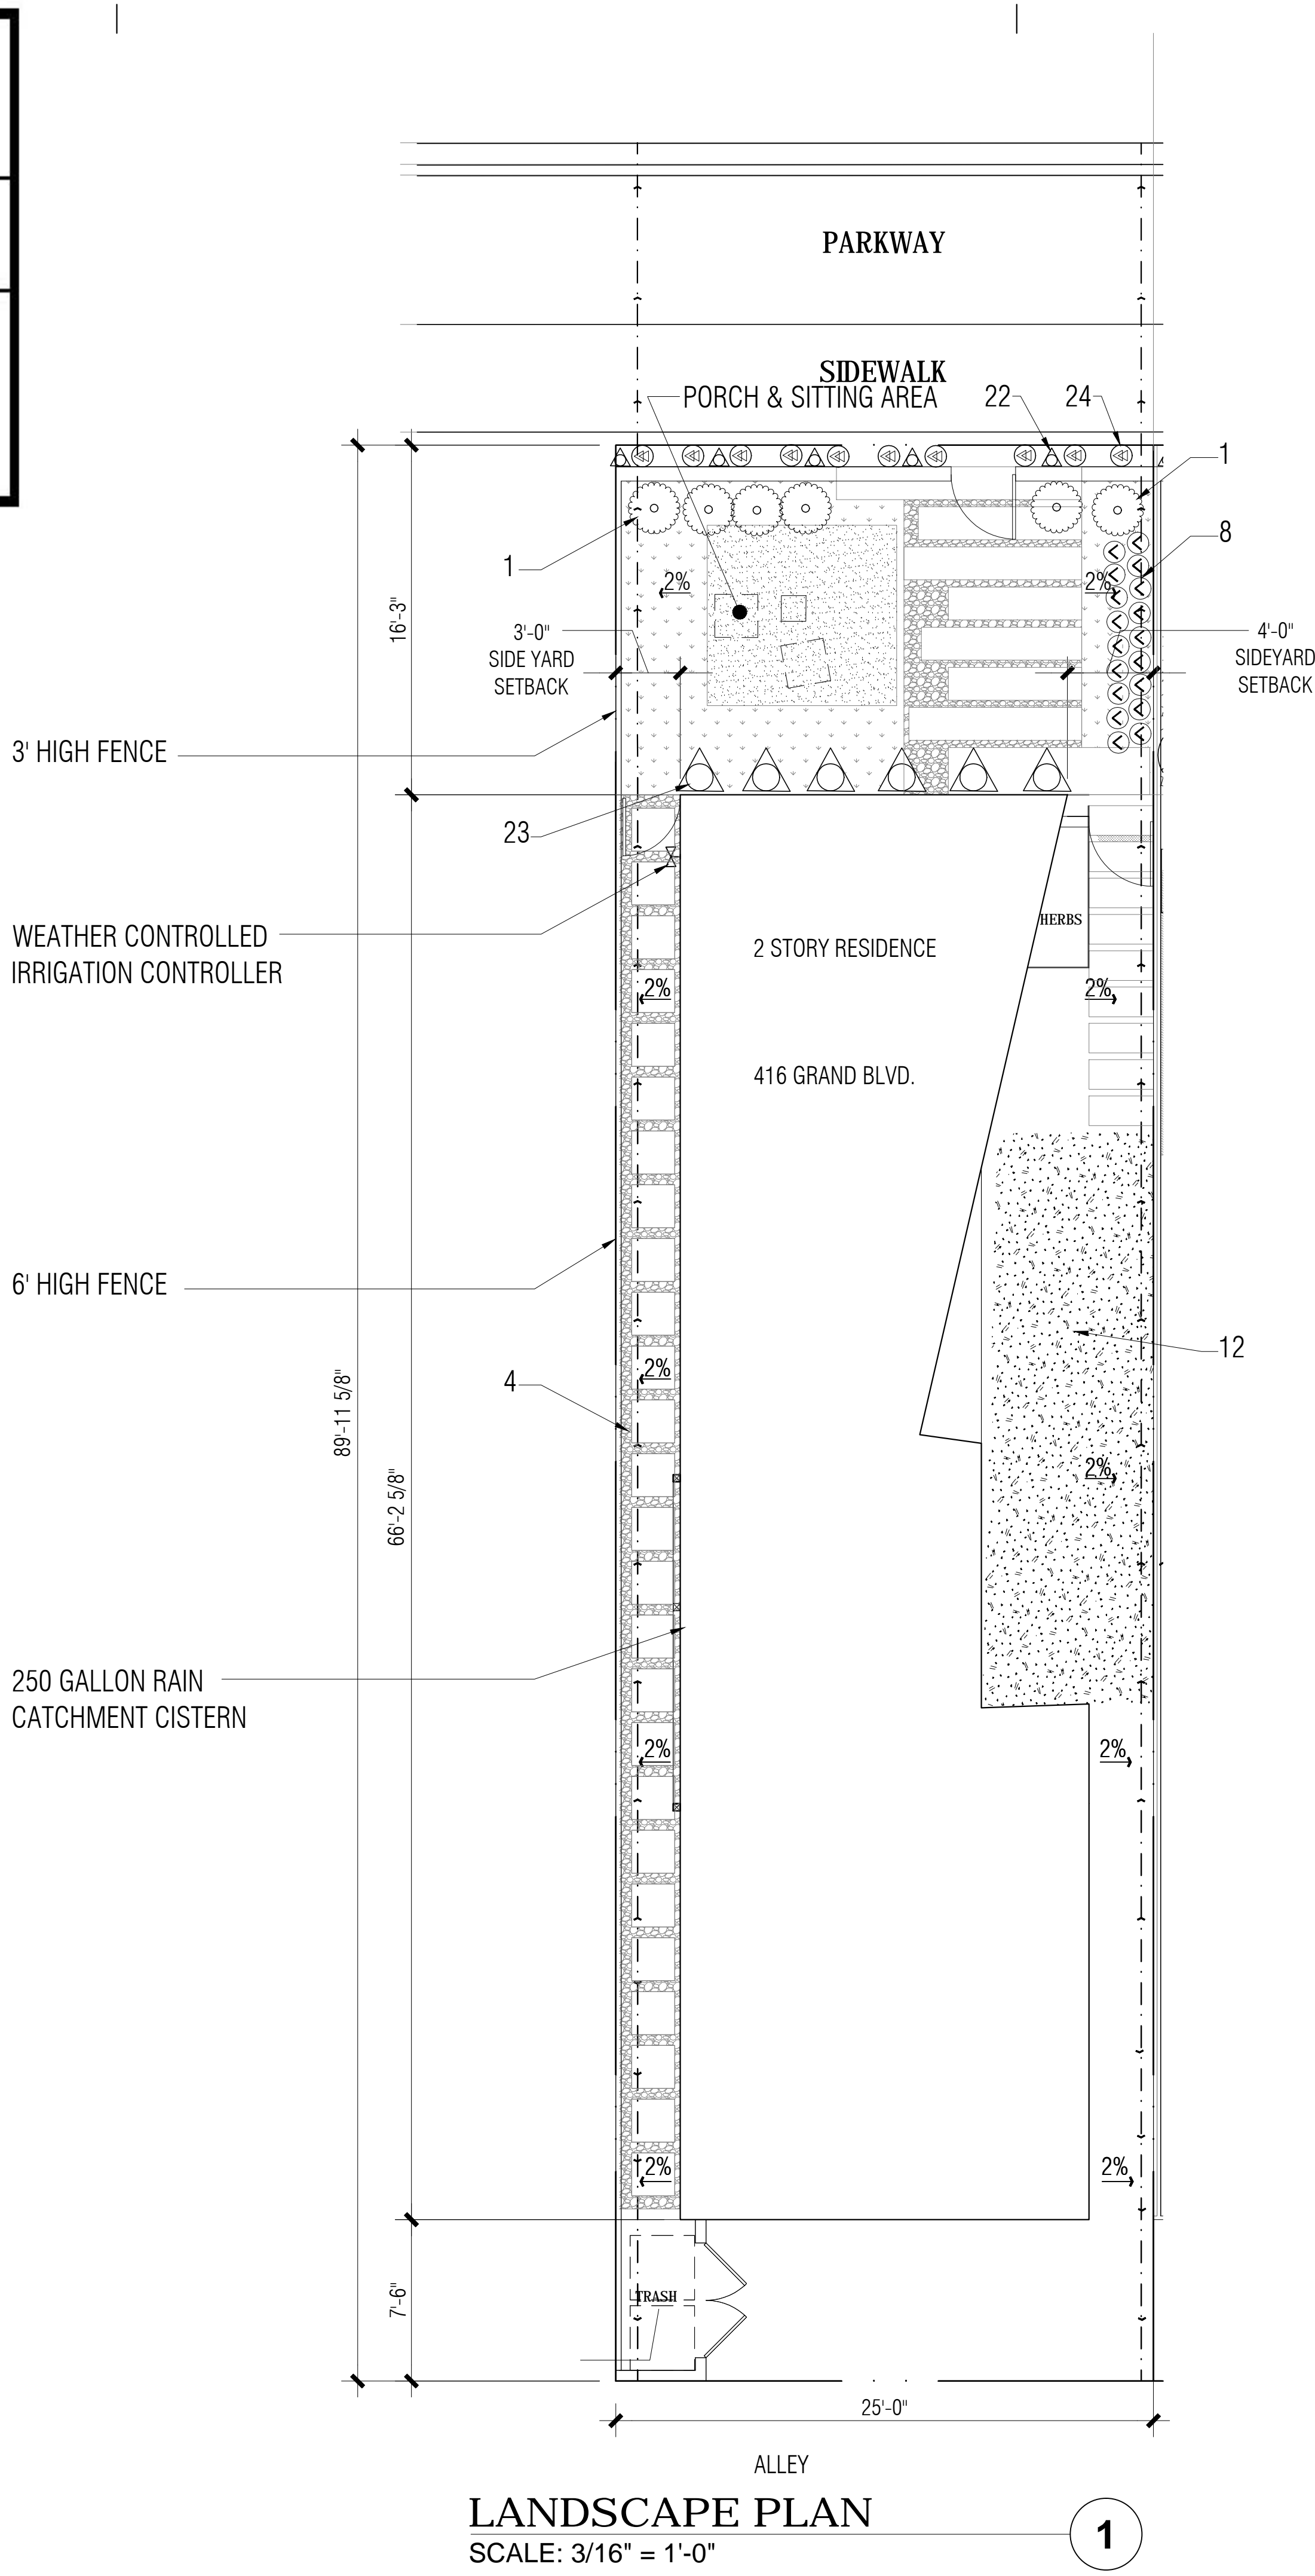 PARKWAY
SIDEWALK
PORCH & SITTING AREA
22
24
1
1
8
2%
2%
16'-3"
3'-0"
SIDE YARD
SETBACK
4'-0"
SIDEYARD
SETBACK
3' HIGH FENCE
23
WEATHER CONTROLLED
IRRIGATION CONTROLLER
2 STORY RESIDENCE
HERBS
2%
2%
416 GRAND BLVD.
6' HIGH FENCE
12
2%
4
89'-11 5/8"
66'-2 5/8"
2%
250 GALLON RAIN
CATCHMENT CISTERN
2%
2%
2%
2%
TRASH
7'-6"
25'-0"
ALLEY
LANDSCAPE PLAN
SCALE: 3/16" = 1'-0"
1